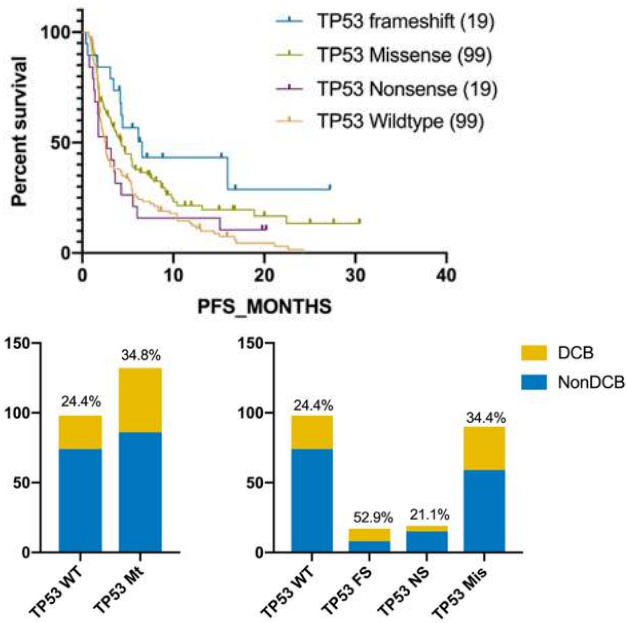 TP53 frameshift (19)
TP53 Missense (99)
TP53 Nonsense (19)
TP53 Wildtype (99)
Percent survival
100
50
0
0 10 20 30 40
PFS_MONTHS
150
100
50
0
24.4%
34.8%
TP53 WT
TP53 Mt
150
100
50
0
24.4%
52.9%
21.1%
34.4%
TP53 WT
TP53 FS
TP53 NS
TP53 Mis
DCB
NonDCB